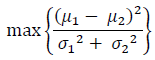 max{(μ₁ − μ₂)² / (σ₁² + σ₂²)}